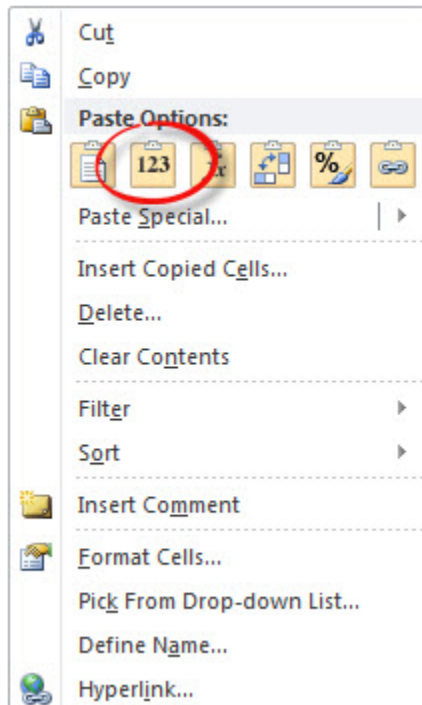 Cut
Copy
Paste Options:
123 %
Paste Special...
Insert Copied Cells...
Delete...
Clear Contents
Filter
Sort
Insert Comment
Format Cells...
Pick From Drop-down List...
Define Name...
Hyperlink...